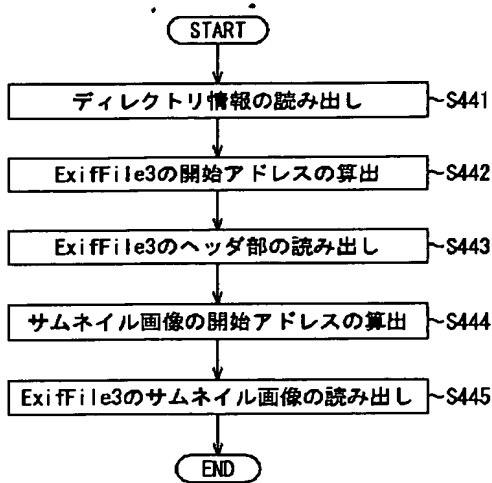 START
ディレクトリ情報の読み出し ~S441
ExifFile3の開始アドレスの算出 ~S442
ExifFile3のヘッダ部の読み出し ~S443
サムネイル画像の開始アドレスの算出 ~S444
ExifFile3のサムネイル画像の読み出し ~S445
END